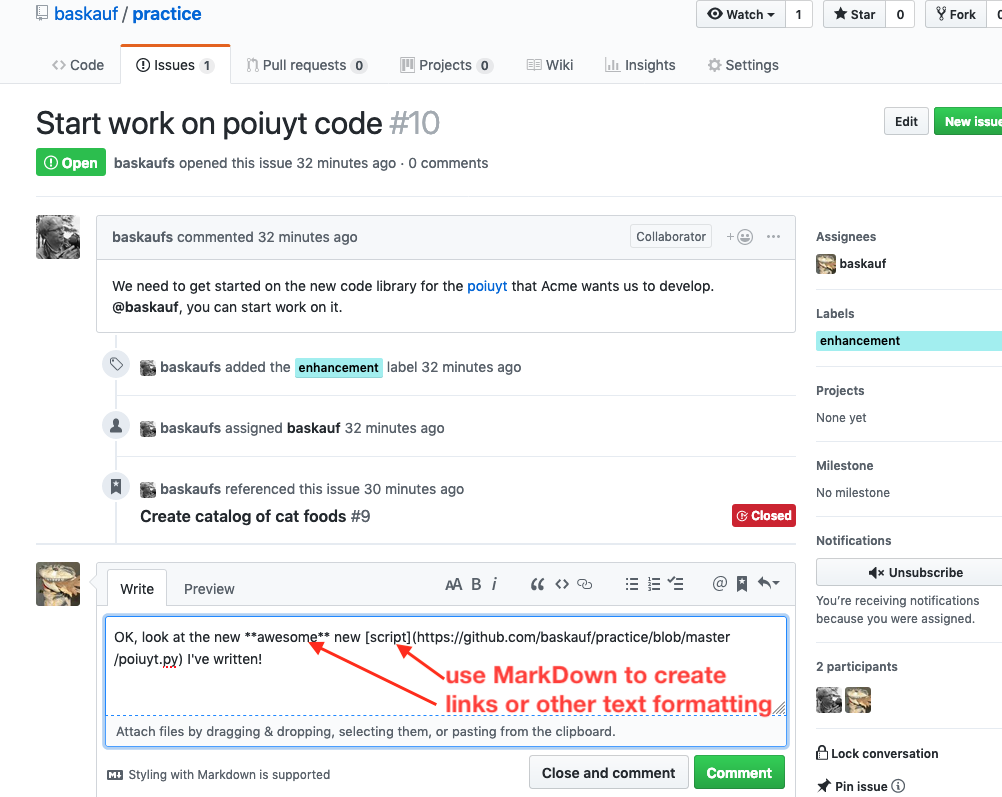 baskauf / practice
Watch 1 Star 0 Fork
Code Issues 1 Pull requests 0 Projects 0 Wiki Insights Settings
Start work on poiuyt code #10
Edit New issue
Open baskaufs opened this issue 32 minutes ago · 0 comments
baskaufs commented 32 minutes ago Collaborator
We need to get started on the new code library for the poiuyt that Acme wants us to develop.
@baskauf, you can start work on it.
baskaufs added the enhancement label 32 minutes ago
baskaufs assigned baskauf 32 minutes ago
baskaufs referenced this issue 30 minutes ago
Create catalog of cat foods #9 Closed
Write Preview AA B i
OK, look at the new **awesome** new [script](https://github.com/baskauf/practice/blob/master
/poiuyt.py) I've written!
use MarkDown to create
links or other text formatting
Attach files by dragging & dropping, selecting them, or pasting from the clipboard.
Styling with Markdown is supported
Close and comment Comment
Assignees
baskauf
Labels
enhancement
Projects
None yet
Milestone
No milestone
Notifications
Unsubscribe
You're receiving notifications
because you were assigned.
2 participants
Lock conversation
Pin issue